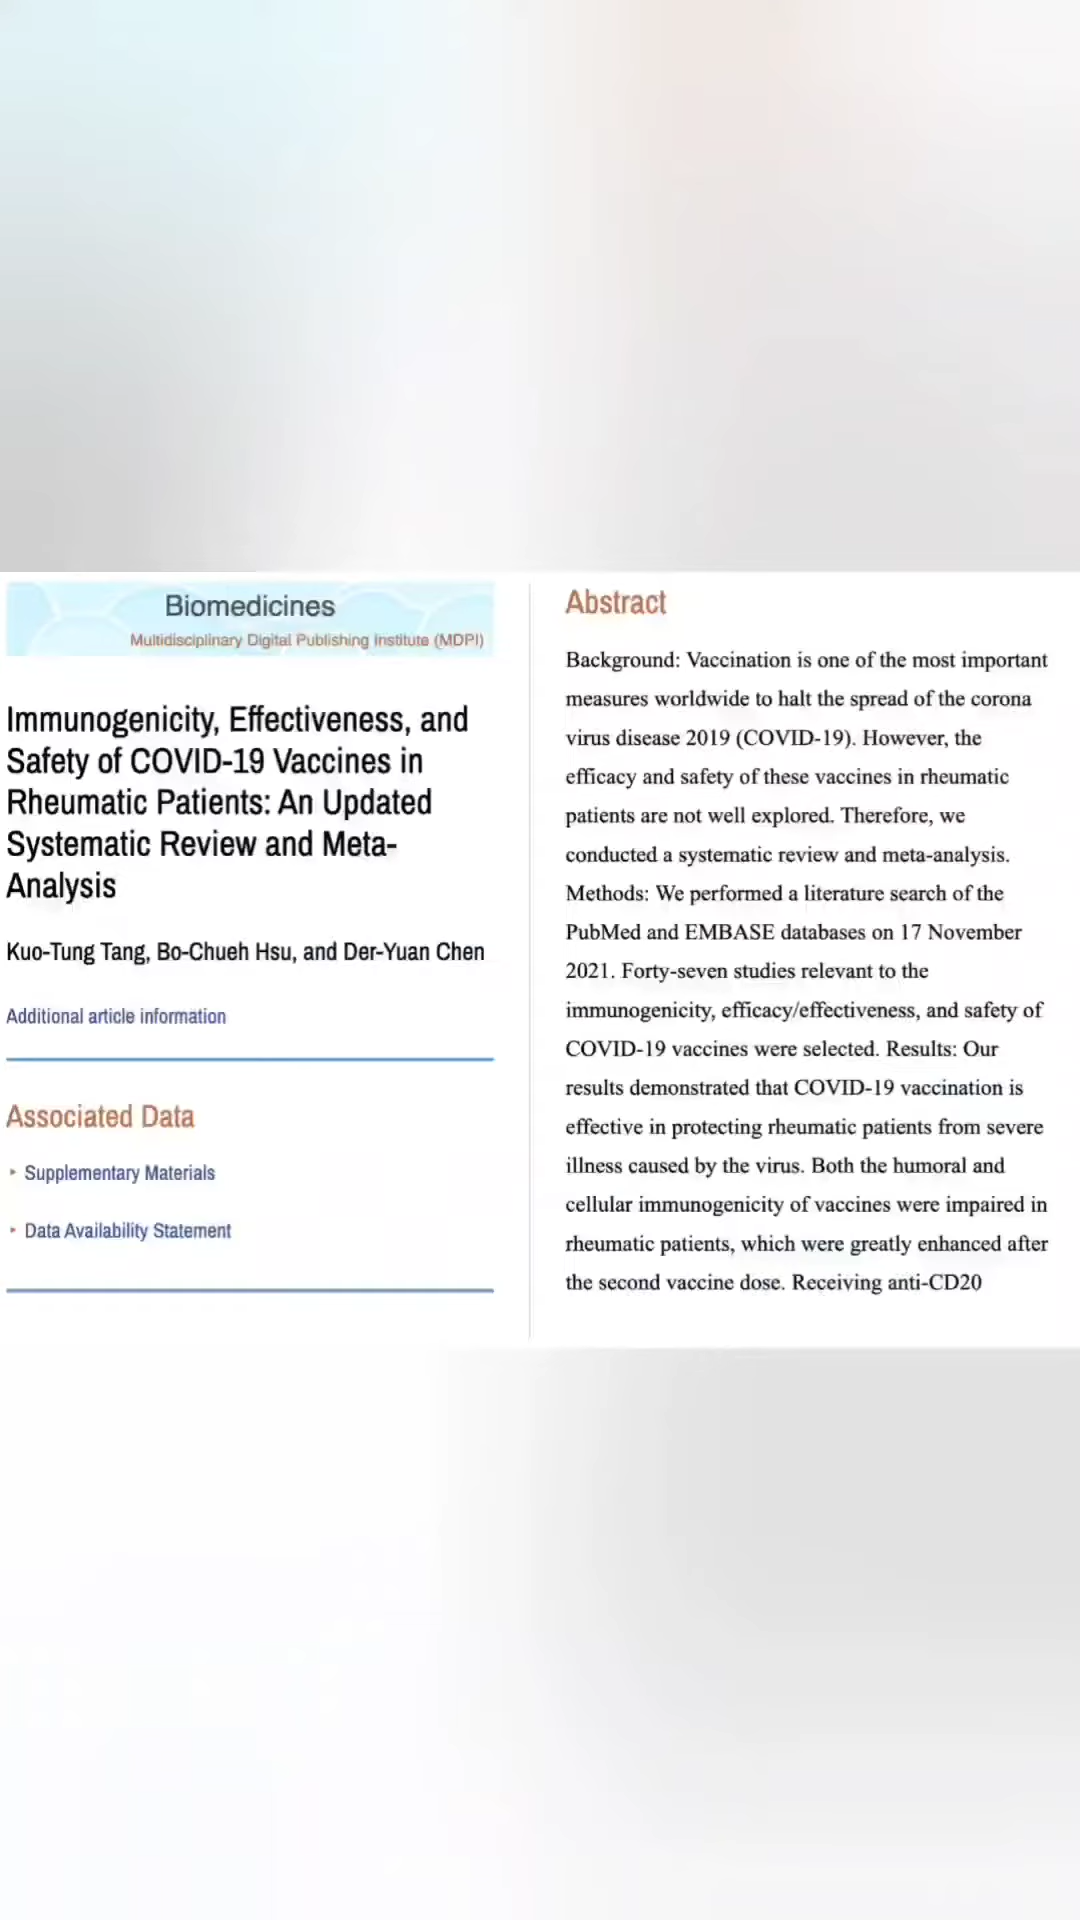 Biomedicines
Multidisciplinary Digital Publishing Institute (MDPI)
Immunogenicity, Effectiveness, and
Safety of COVID-19 Vaccines in
Rheumatic Patients: An Updated
Systematic Review and Meta-
Analysis
Kuo-Tung Tang, Bo-Chueh Hsu, and Der-Yuan Chen
Additional article information
Associated Data
‣ Supplementary Materials
‣ Data Availability Statement
Abstract
Background: Vaccination is one of the most important
measures worldwide to halt the spread of the corona
virus disease 2019 (COVID-19). However, the
efficacy and safety of these vaccines in rheumatic
patients are not well explored. Therefore, we
conducted a systematic review and meta-analysis.
Methods: We performed a literature search of the
PubMed and EMBASE databases on 17 November
2021. Forty-seven studies relevant to the
immunogenicity, efficacy/effectiveness, and safety of
COVID-19 vaccines were selected. Results: Our
results demonstrated that COVID-19 vaccination is
effective in protecting rheumatic patients from severe
illness caused by the virus. Both the humoral and
cellular immunogenicity of vaccines were impaired in
rheumatic patients, which were greatly enhanced after
the second vaccine dose. Receiving anti-CD20